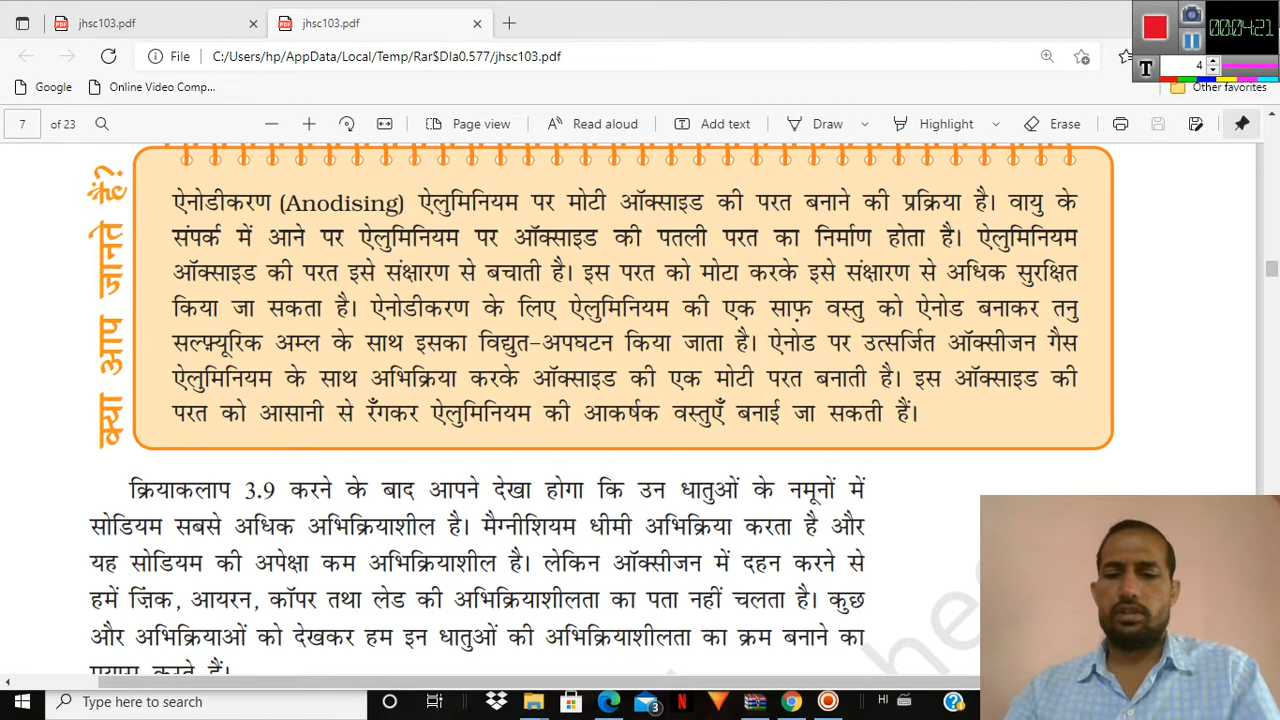 jhsc103.pdf
jhsc103.pdf
00:04:21
File C:/Users/hp/AppData/Local/Temp/Rar$DIa0.577/jhsc103.pdf
T 4
Google Online Video Comp... Other favorites
7 of 23 Page view Read aloud Add text Draw Highlight Erase
क्या आप जानते हैं?
ऐनोडीकरण (Anodising) ऐलुमिनियम पर मोटी ऑक्साइड की परत बनाने की प्रक्रिया है। वायु के
संपर्क में आने पर ऐलुमिनियम पर ऑक्साइड की पतली परत का निर्माण होता है। ऐलुमिनियम
ऑक्साइड की परत इसे संक्षारण से बचाती है। इस परत को मोटा करके इसे संक्षारण से अधिक सुरक्षित
किया जा सकता है। ऐनोडीकरण के लिए ऐलुमिनियम की एक साफ़ वस्तु को ऐनोड बनाकर तनु
सल्फ़्यूरिक अम्ल के साथ इसका विद्युत-अपघटन किया जाता है। ऐनोड पर उत्सर्जित ऑक्सीजन गैस
ऐलुमिनियम के साथ अभिक्रिया करके ऑक्साइड की एक मोटी परत बनाती है। इस ऑक्साइड की
परत को आसानी से रँगकर ऐलुमिनियम की आकर्षक वस्तुएँ बनाई जा सकती हैं।
क्रियाकलाप 3.9 करने के बाद आपने देखा होगा कि उन धातुओं के नमूनों में
सोडियम सबसे अधिक अभिक्रियाशील है। मैग्नीशियम धीमी अभिक्रिया करता है और
यह सोडियम की अपेक्षा कम अभिक्रियाशील है। लेकिन ऑक्सीजन में दहन करने से
हमें ज़िंक, आयरन, कॉपर तथा लेड की अभिक्रियाशीलता का पता नहीं चलता है। कुछ
और अभिक्रियाओं को देखकर हम इन धातुओं की अभिक्रियाशीलता का क्रम बनाने का
प्रयास करते हैं।
Type here to search 3 HI